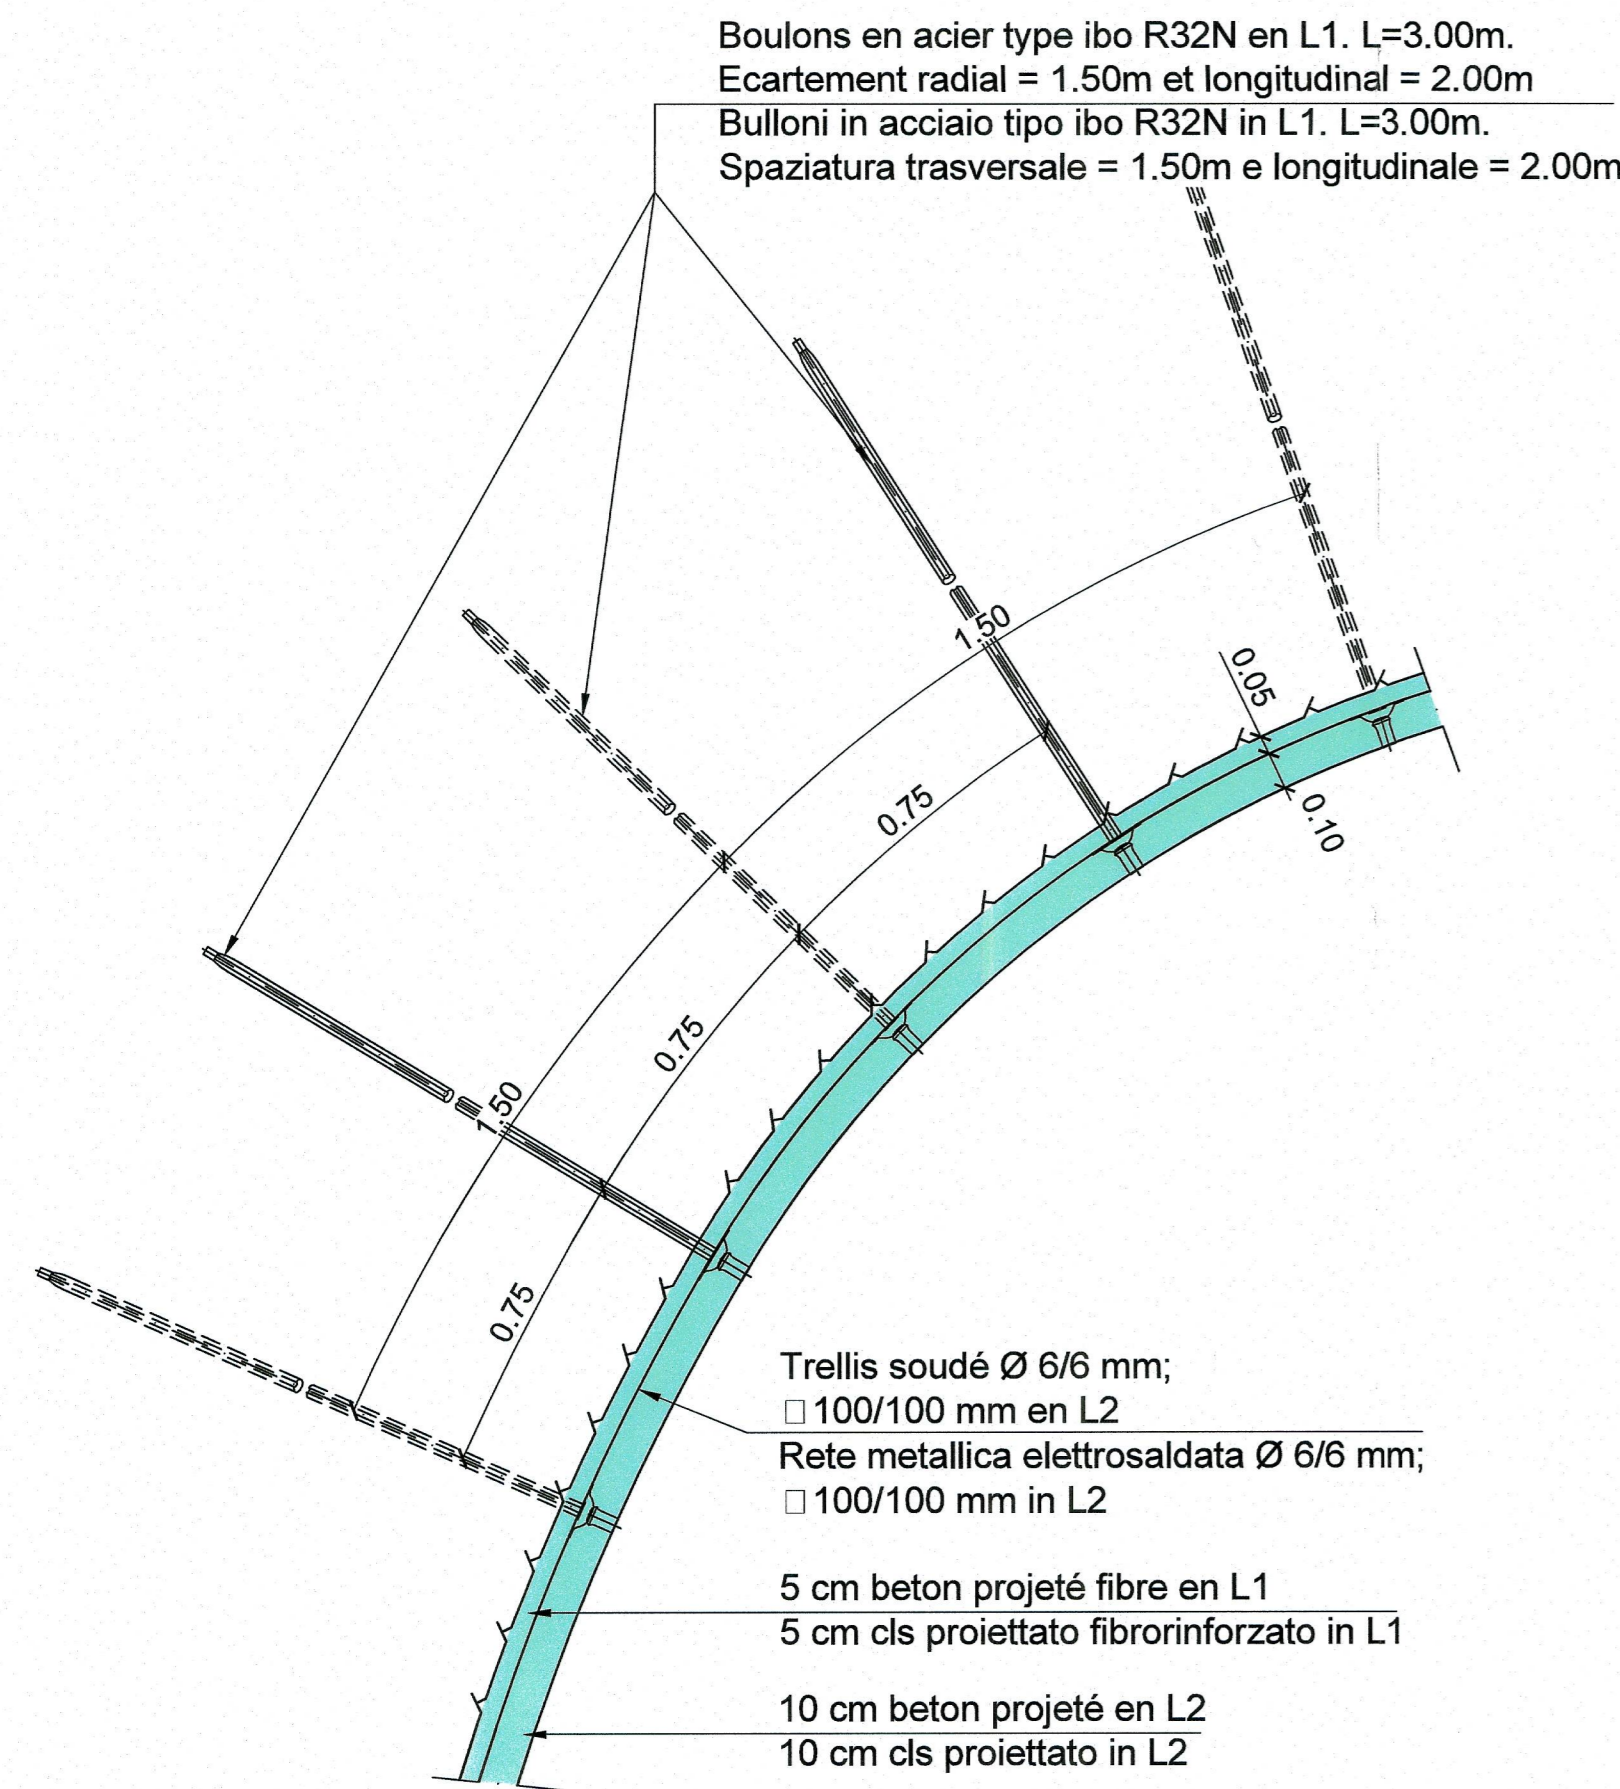 Boulons en acier type ibo R32N en L1. L=3.00m.
Ecartement radial = 1.50m et longitudinal = 2.00m
Bulloni in acciaio tipo ibo R32N in L1. L=3.00m.
Spaziatura trasversale = 1.50m e longitudinale = 2.00m
1.50
0.05
0.75
0.10
0.75
1.50
0.75
Trellis soudé Ø 6/6 mm;
□ 100/100 mm en L2
Rete metallica elettrosaldata Ø 6/6 mm;
□ 100/100 mm in L2
5 cm beton projeté fibre en L1
5 cm cls proiettato fibrorinforzato in L1
10 cm beton projeté en L2
10 cm cls proiettato in L2